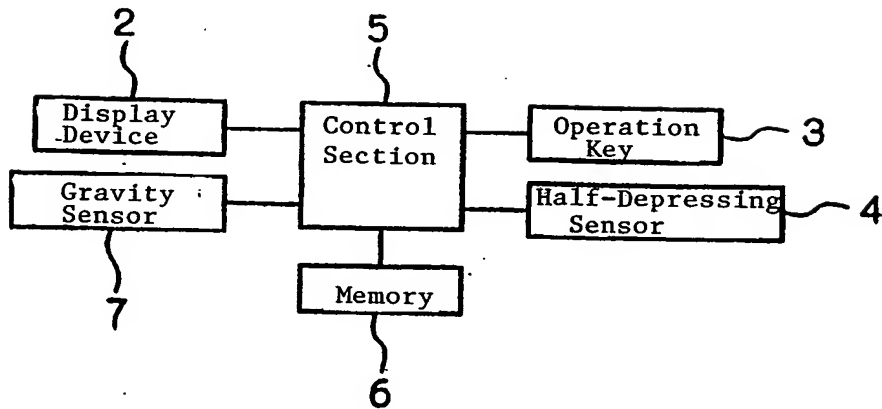 2
5
Display
Device
Control
Section
Operation
Key
3
Gravity
Sensor
Half-Depressing
Sensor
4
7
Memory
6